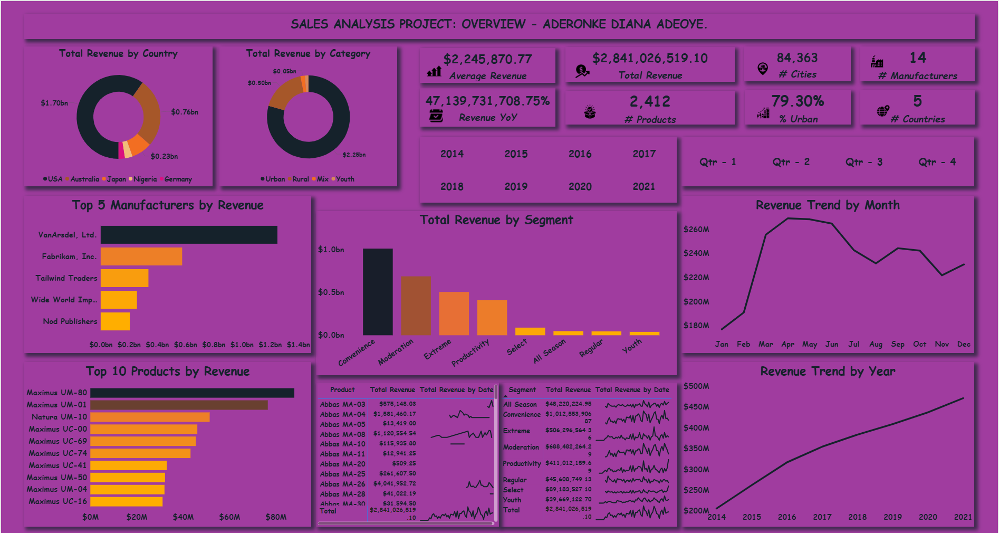 SALES ANALYSIS PROJECT: OVERVIEW - ADERONKE DIANA ADEOYE.
Total Revenue by Country
$1.70bn
$0.76bn
$0.23bn
USA Australia Japan Nigeria Germany
Total Revenue by Category
$0.05bn
$0.50bn
$2.25bn
Urban Rural Mix Youth
$2,245,870.77
Average Revenue
$2,841,026,519.10
Total Revenue
84,363
# Cities
14
# Manufacturers
47,139,731,708.75%
Revenue YoY
2,412
# Products
79.30%
% Urban
5
# Countries
2014 2015 2016 2017
2018 2019 2020 2021
Qtr - 1 Qtr - 2 Qtr - 3 Qtr - 4
Top 5 Manufacturers by Revenue
VanArsdel, Ltd.
Fabrikam, Inc.
Tailwind Traders
Wide World Imp...
Nod Publishers
$0.0bn $0.2bn $0.4bn $0.6bn $0.8bn $1.0bn $1.2bn $1.4bn
Total Revenue by Segment
$1.0bn
$0.5bn
$0.0bn
Convenience Moderation Extreme Productivity Select All Season Regular Youth
Revenue Trend by Month
$260M
$240M
$220M
$200M
$180M
Jan Feb Mar Apr May Jun Jul Aug Sep Oct Nov Dec
Top 10 Products by Revenue
Maximus UM-80
Maximus UM-01
Natura UM-10
Maximus UC-00
Maximus UC-69
Maximus UC-74
Maximus UC-41
Maximus UM-50
Maximus UM-04
Maximus UC-16
$0M $20M $40M $60M $80M
Product Total Revenue Total Revenue by Date
Abbas MA-03 $575,148.03
Abbas MA-04 $1,581,460.17
Abbas MA-05 $13,419.00
Abbas MA-08 $1,120,554.54
Abbas MA-10 $115,935.80
Abbas MA-11 $12,941.25
Abbas MA-20 $509.25
Abbas MA-25 $261,607.50
Abbas MA-26 $4,041,952.72
Abbas MA-28 $41,022.19
Abbas MA-30 $31,594.50
Total $2,841,026,519
.10
Segment Total Revenue Total Revenue by Date
All Season $48,220,224.95
Convenience $1,012,553,906
.87
Extreme $506,296,564.3
6
Moderation $688,482,264.2
9
Productivity $411,012,159.6
9
Regular $45,608,749.13
Select $89,183,527.10
Youth $39,669,122.70
Total $2,841,026,519
.10
Revenue Trend by Year
$500M
$450M
$400M
$350M
$300M
$250M
$200M
2014 2015 2016 2017 2018 2019 2020 2021